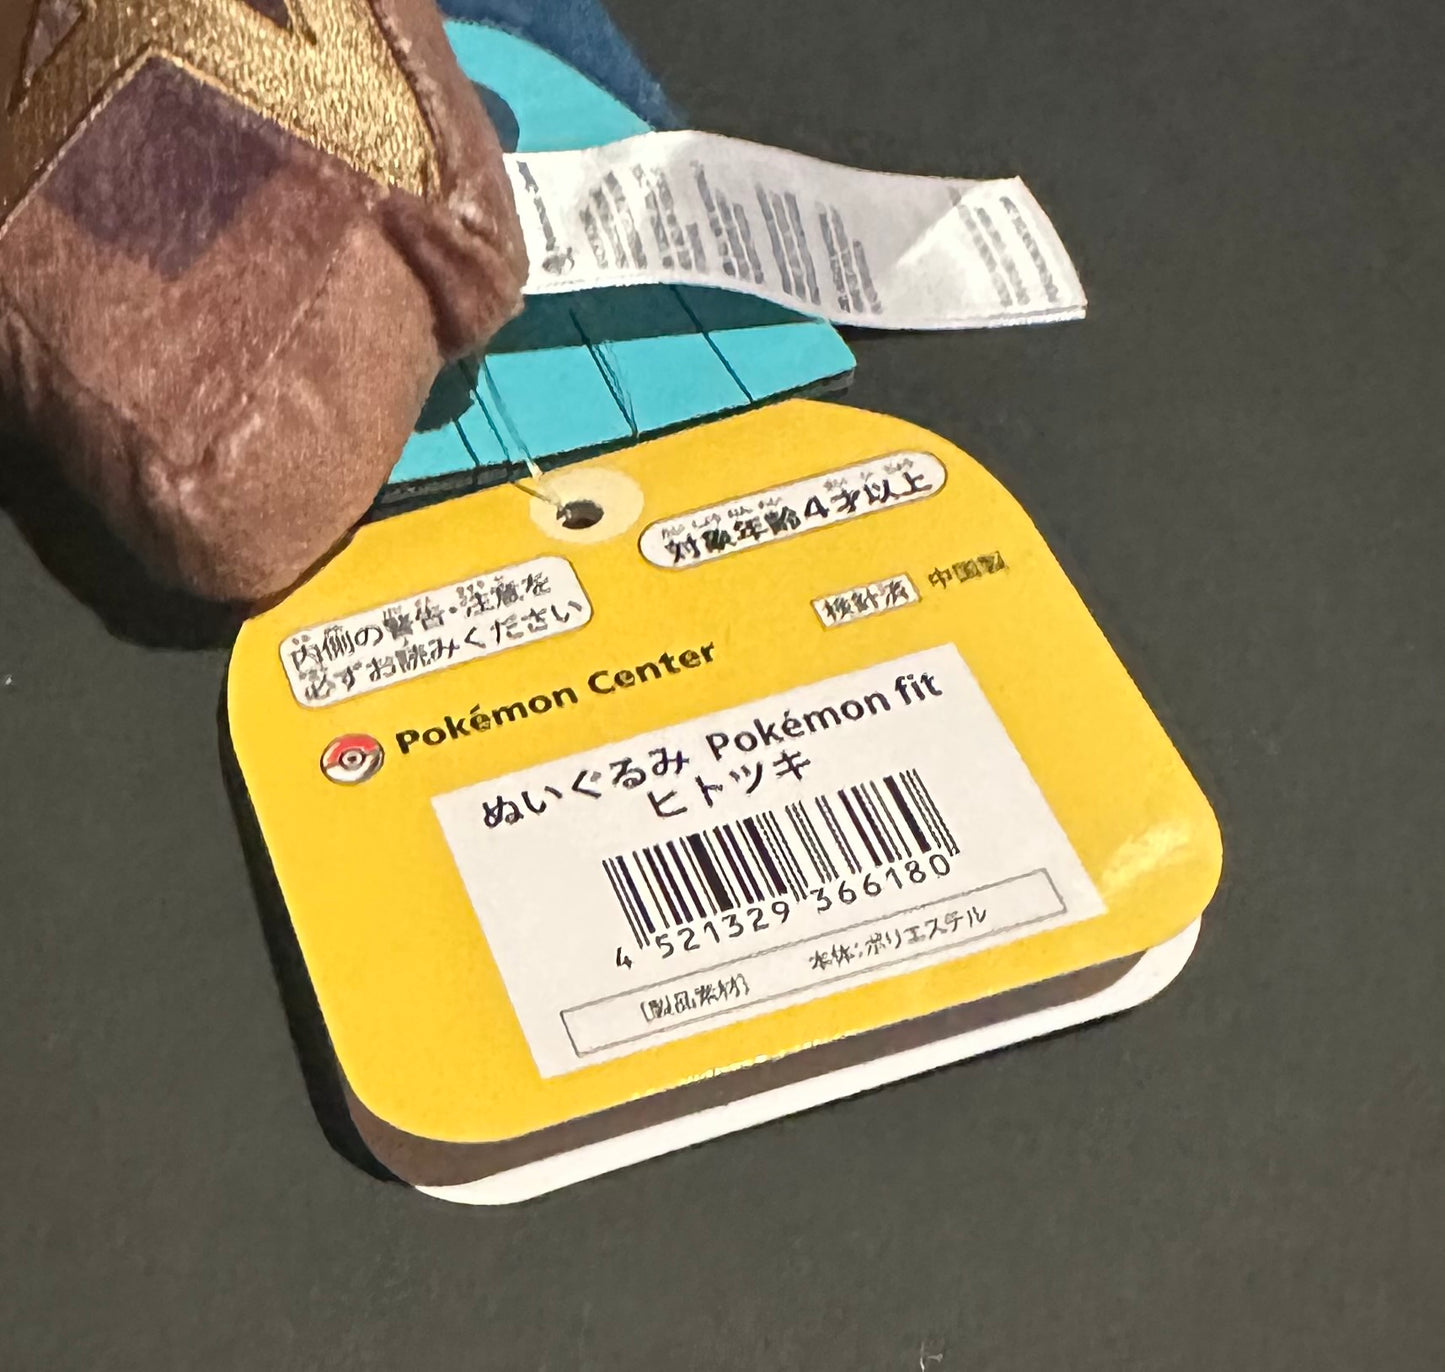 対象年齢4才以上
内側の警告・注意を
必ずお読みください
検針済 中国製
Pokémon Center
ぬいぐるみ Pokémon fit
ヒトツキ
4 521329 366180
[製品素材] 本体:ポリエステル